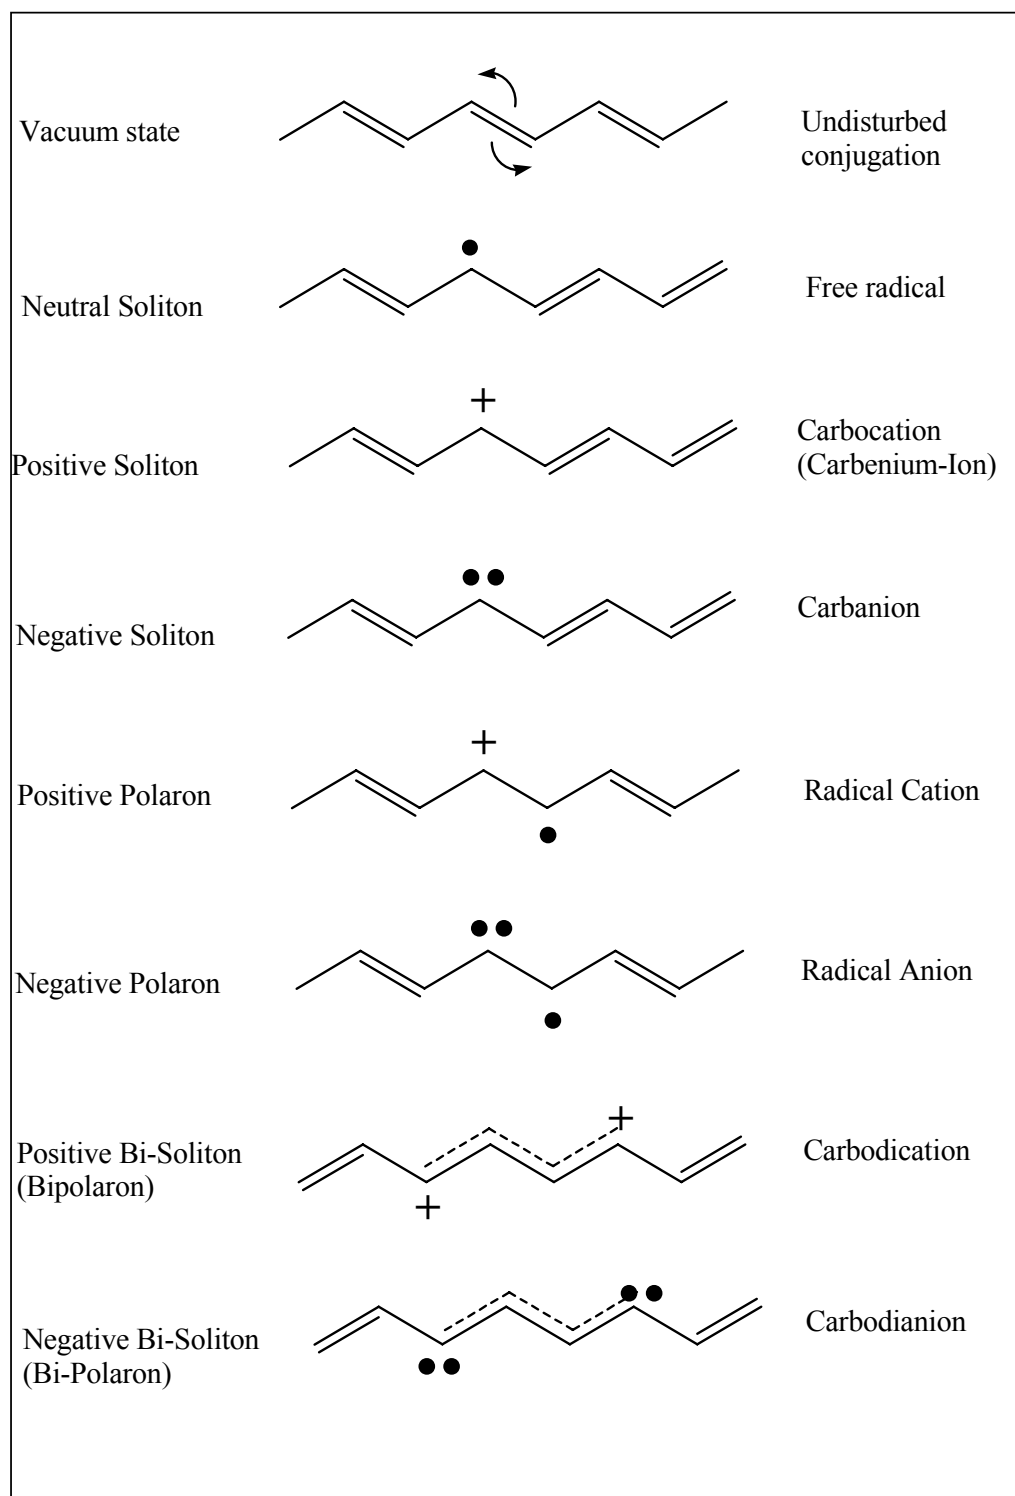 Vacuum state
Undisturbed
conjugation
Neutral Soliton
Free radical
+
Positive Soliton
Carbocation
(Carbenium-Ion)
Negative Soliton
Carbanion
+
Positive Polaron
Radical Cation
Negative Polaron
Radical Anion
+
Positive Bi-Soliton
(Bipolaron)
Carbodication
+
Negative Bi-Soliton
(Bi-Polaron)
Carbodianion